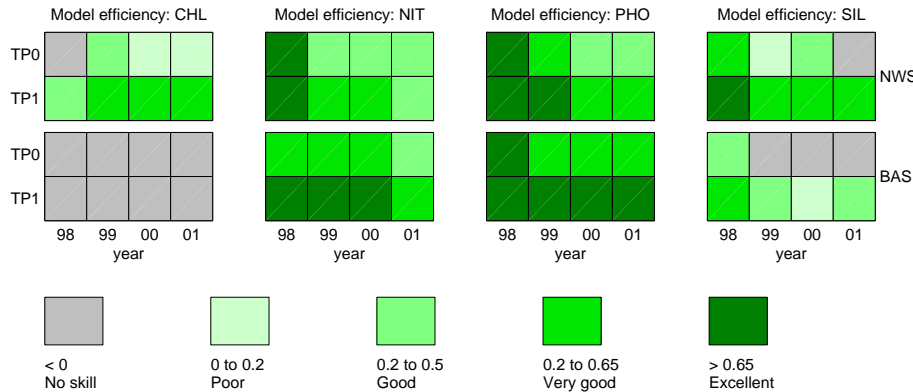 Model efficiency: CHL Model efficiency: NIT Model efficiency: PHO Model efficiency: SIL
TP0
NWS
TP1
TP0
BAS
TP1
98 99 00 01 98 99 00 01 98 99 00 01 98 99 00 01
year year year year
< 0 0 to 0.2 0.2 to 0.5 0.2 to 0.65 > 0.65
No skill Poor Good Very good Excellent